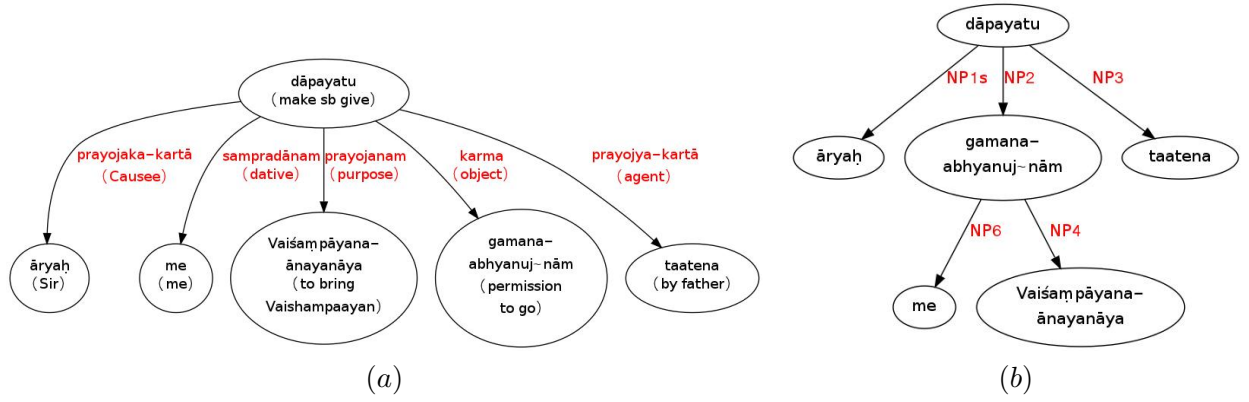 dāpayatu
(make sb give)
prayojaka-kartā
(Causee)
sampradānam
(dative)
prayojanam
(purpose)
karma
(object)
prayojya-kartā
(agent)
āryaḥ
(Sir)
me
(me)
Vaiśaṃpāyana-
ānayanāya
(to bring
Vaishampaayan)
gamana-
abhyanuj~nām
(permission
to go)
taatena
(by father)
(a)
dāpayatu
NP1s
NP2
NP3
āryaḥ
gamana-
abhyanuj~nām
taatena
NP6
NP4
me
Vaiśaṃpāyana-
ānayanāya
(b)